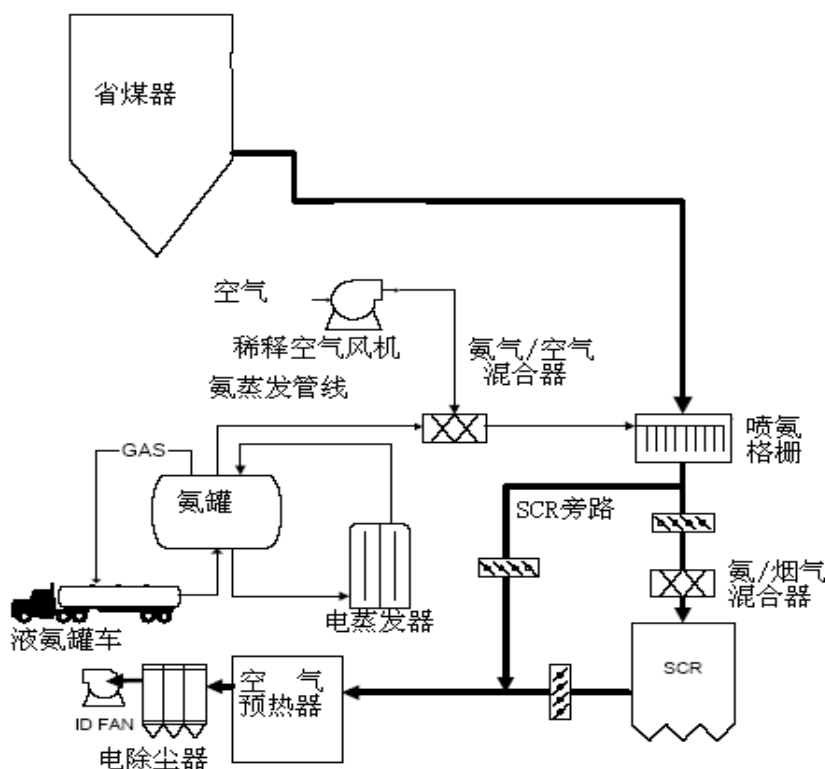 省煤器
空气
稀释空气风机
氨气/空气
混合器
氨蒸发管线
喷氨
格栅
GAS
氨罐
SCR旁路
氨/烟气
混合器
电蒸发器
液氨罐车
SCR
空 气
预热器
ID FAN
电除尘器